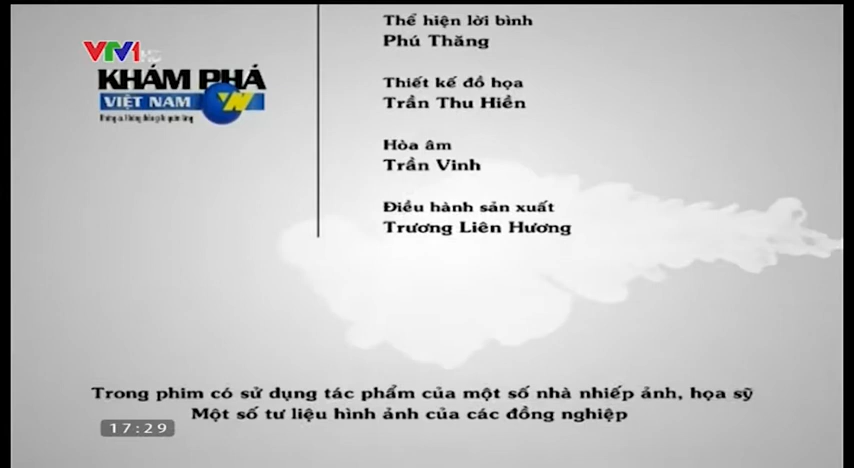 VTV1
HD
KHÁM PHÁ
VIỆT NAM
VN
Thể hiện lời bình
Phú Thăng
Thiết kế đồ họa
Trần Thu Hiền
Hòa âm
Trần Vinh
Điều hành sản xuất
Trương Liên Hương
Trong phim có sử dụng tác phẩm của một số nhà nhiếp ảnh, họa sỹ
Một số tư liệu hình ảnh của các đồng nghiệp
17:29